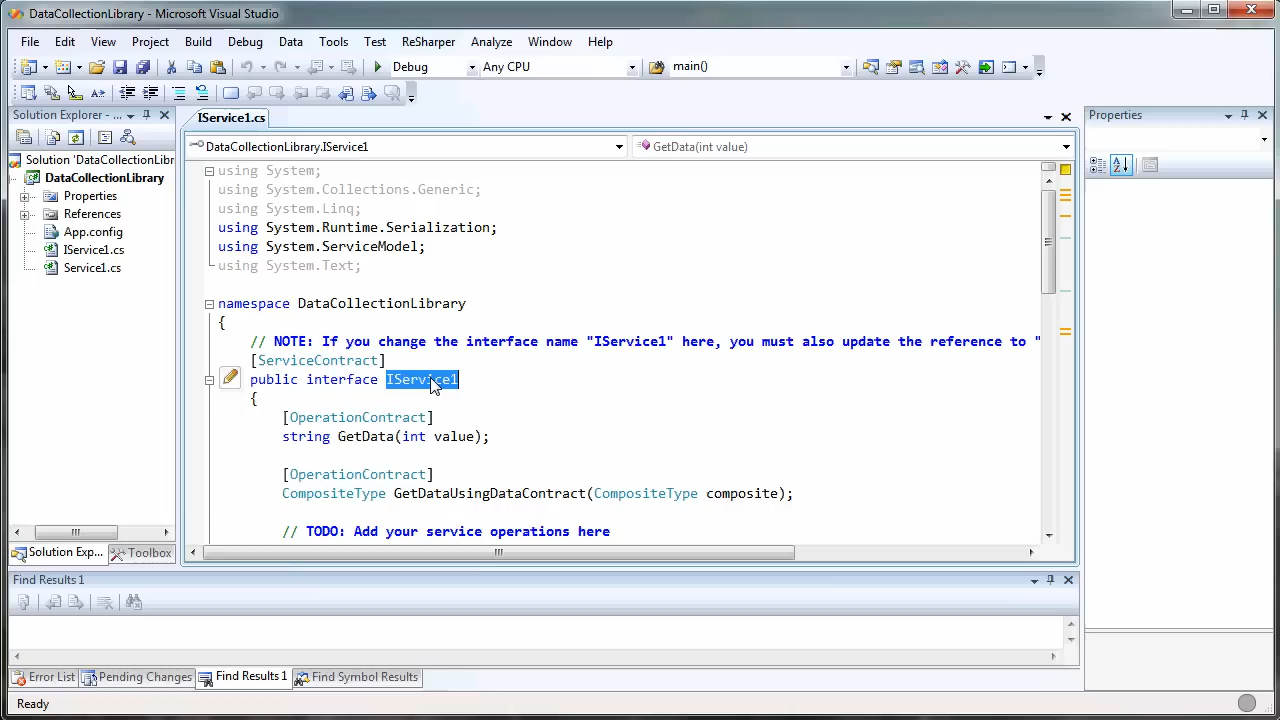 DataCollectionLibrary - Microsoft Visual Studio
File Edit View Project Build Debug Data Tools Test ReSharper Analyze Window Help
Debug Any CPU main()
Solution Explorer - ...
IService1.cs
Properties
DataCollectionLibrary.IService1
GetData(int value)
Solution 'DataCollectionLibr
DataCollectionLibrary
Properties
References
App.config
IService1.cs
Service1.cs
using System;
using System.Collections.Generic;
using System.Linq;
using System.Runtime.Serialization;
using System.ServiceModel;
using System.Text;
namespace DataCollectionLibrary
{
// NOTE: If you change the interface name "IService1" here, you must also update the reference to "
[ServiceContract]
public interface IService1
{
[OperationContract]
string GetData(int value);
[OperationContract]
CompositeType GetDataUsingDataContract(CompositeType composite);
// TODO: Add your service operations here
Solution Exp... Toolbox
Find Results 1
Error List Pending Changes Find Results 1 Find Symbol Results
Ready